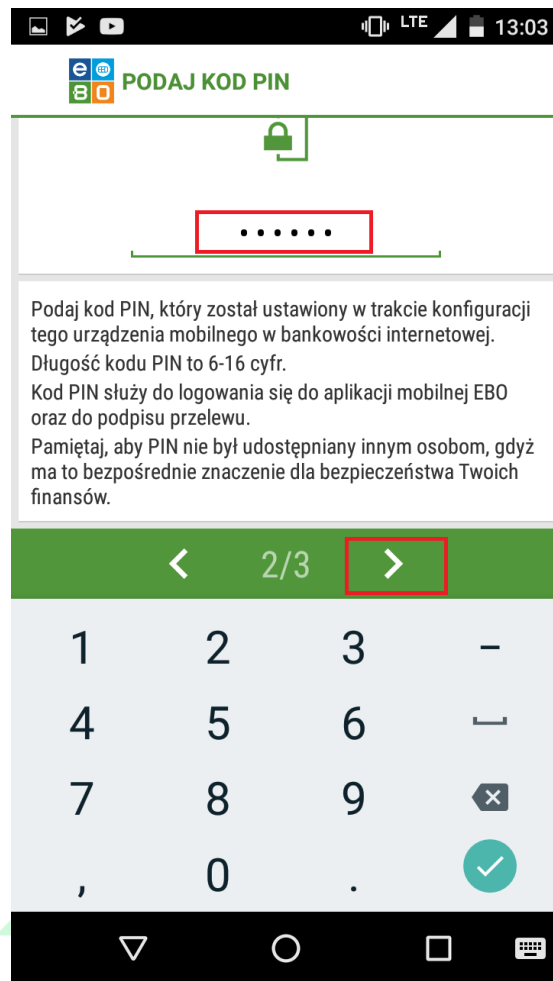 LTE 13:03
e
B O PODAJ KOD PIN
••••••
Podaj kod PIN, który został ustawiony w trakcie konfiguracji
tego urządzenia mobilnego w bankowości internetowej.
Długość kodu PIN to 6-16 cyfr.
Kod PIN służy do logowania się do aplikacji mobilnej EBO
oraz do podpisu przelewu.
Pamiętaj, aby PIN nie był udostępniany innym osobom, gdyż
ma to bezpośrednie znaczenie dla bezpieczeństwa Twoich
finansów.
< 2/3 >
1 2 3 –
4 5 6
7 8 9
, 0 .